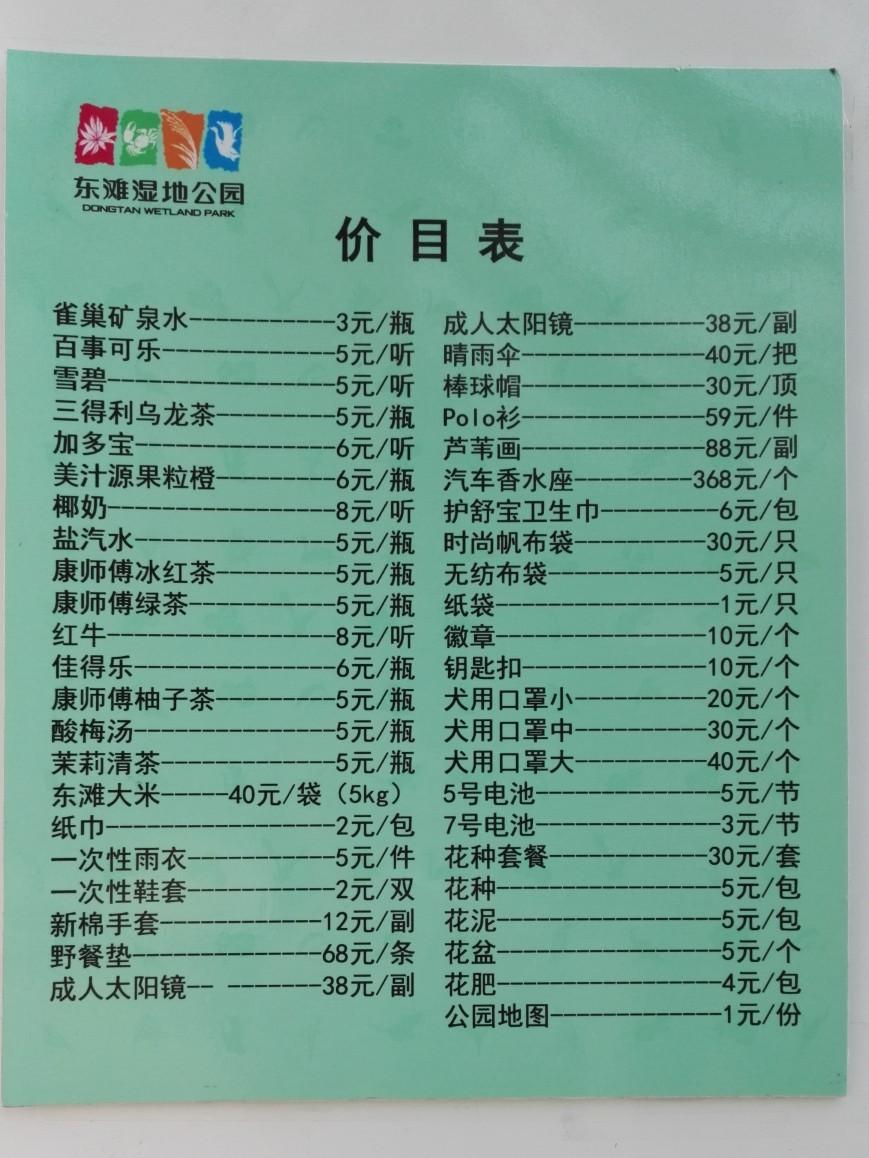 东滩湿地公园
DONGTAN WETLAND PARK
价目表
雀巢矿泉水------------3元/瓶
百事可乐-------------5元/听
雪碧-----------------5元/听
三得利乌龙茶---------5元/瓶
加多宝---------------6元/听
美汁源果粒橙---------6元/瓶
椰奶-----------------8元/听
盐汽水---------------5元/瓶
康师傅冰红茶---------5元/瓶
康师傅绿茶-----------5元/瓶
红牛-----------------8元/听
佳得乐---------------6元/瓶
康师傅柚子茶---------5元/瓶
酸梅汤---------------5元/瓶
茉莉清茶-------------5元/瓶
东滩大米-----40元/袋（5kg）
纸巾-----------------2元/包
一次性雨衣-----------5元/件
一次性鞋套-----------2元/双
新棉手套------------12元/副
野餐垫--------------68元/条
成人太阳镜-- -------38元/副
成人太阳镜----------38元/副
晴雨伞--------------40元/把
棒球帽--------------30元/顶
Polo衫--------------59元/件
芦苇画--------------88元/副
汽车香水座---------368元/个
护舒宝卫生巾---------6元/包
时尚帆布袋----------30元/只
无纺布袋-------------5元/只
纸袋-----------------1元/只
徽章----------------10元/个
钥匙扣--------------10元/个
犬用口罩小----------20元/个
犬用口罩中----------30元/个
犬用口罩大----------40元/个
5号电池--------------5元/节
7号电池--------------3元/节
花种套餐------------30元/套
花种-----------------5元/包
花泥-----------------5元/包
花盆-----------------5元/个
花肥-----------------4元/包
公园地图-------------1元/份